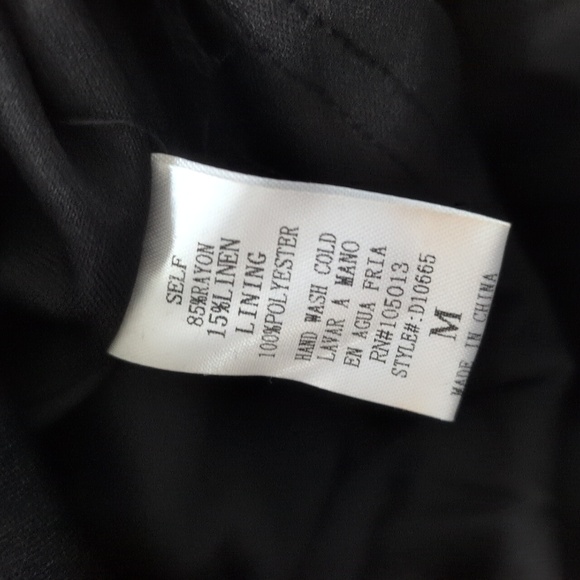 SELF
85%RAYON
15%LINEN
LINING
100%POLYESTER
HAND WASH COLD
LAVAR A MANO
EN AGUA FRIA
RN#105013
STYLE#:D10665
M
MADE IN CHINA